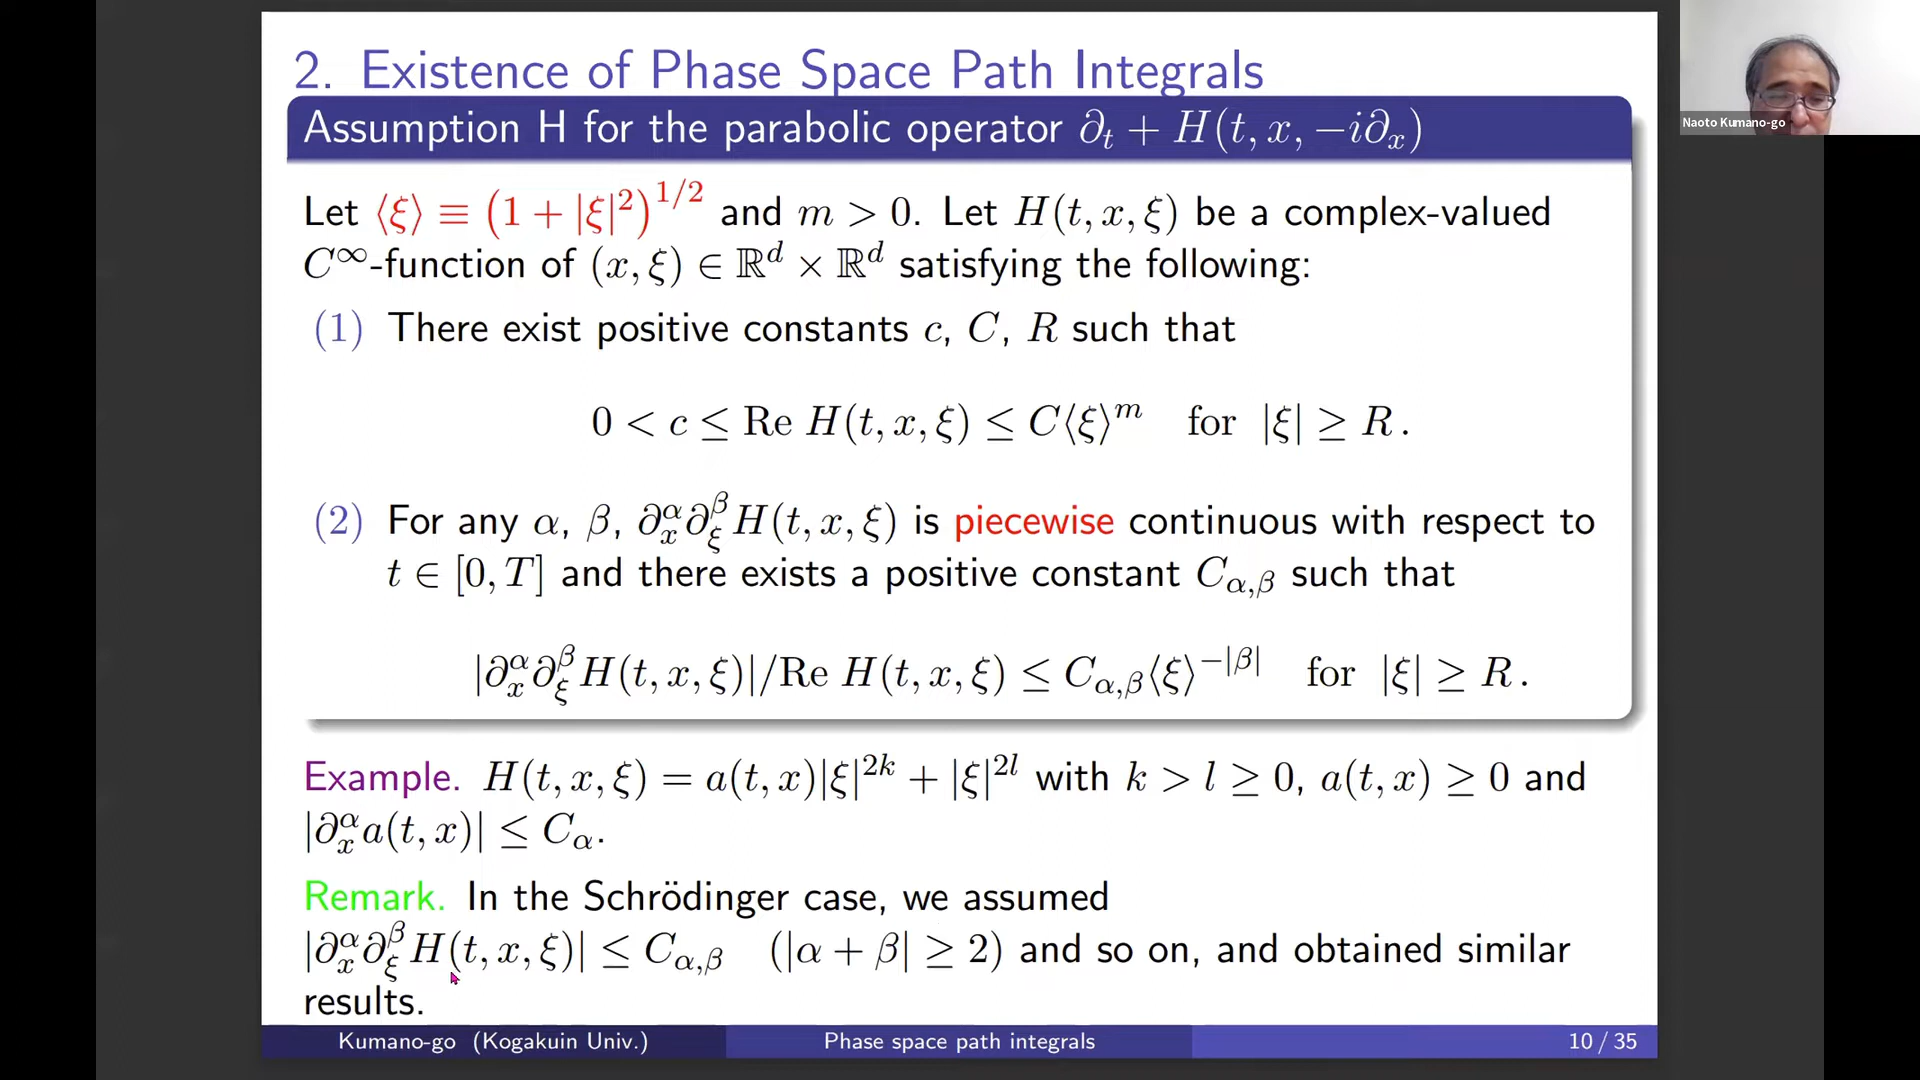 2. Existence of Phase Space Path Integrals
Naoto Kumano-go
Assumption H for the parabolic operator ∂ₜ + H(t, x, −i∂ₓ)
Let ⟨ξ⟩ ≡ (1 + |ξ|²)^{1/2} and m > 0. Let H(t, x, ξ) be a complex-valued
C^∞-function of (x, ξ) ∈ ℝ^d × ℝ^d satisfying the following:
(1) There exist positive constants c, C, R such that
0 < c ≤ Re H(t, x, ξ) ≤ C⟨ξ⟩^m for |ξ| ≥ R.
(2) For any α, β, ∂_x^α ∂_ξ^β H(t, x, ξ) is piecewise continuous with respect to
t ∈ [0, T] and there exists a positive constant C_{α,β} such that
|∂_x^α ∂_ξ^β H(t, x, ξ)|/Re H(t, x, ξ) ≤ C_{α,β}⟨ξ⟩^{−|β|} for |ξ| ≥ R.
Example. H(t, x, ξ) = a(t, x)|ξ|^{2k} + |ξ|^{2l} with k > l ≥ 0, a(t, x) ≥ 0 and
|∂_x^α a(t, x)| ≤ C_α.
Remark. In the Schrödinger case, we assumed
|∂_x^α ∂_ξ^β H(t, x, ξ)| ≤ C_{α,β} (|α + β| ≥ 2) and so on, and obtained similar
results.
Kumano-go (Kogakuin Univ.) Phase space path integrals 10 / 35